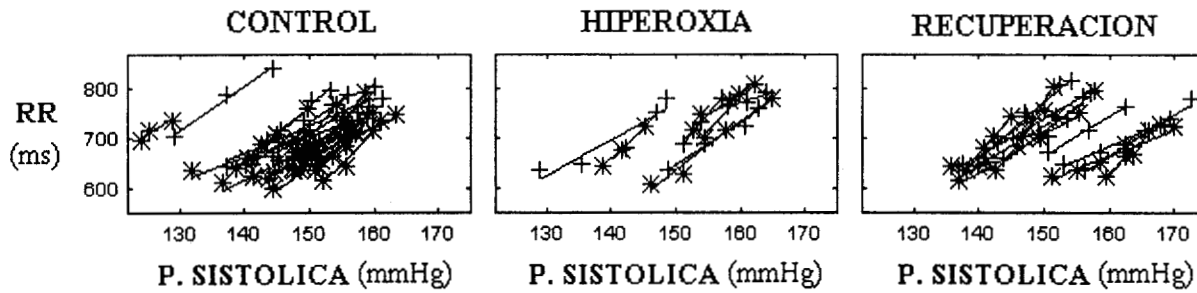 CONTROL HIPEROXIA RECUPERACION
RR
(ms)
800
700
600
130 140 150 160 170 130 140 150 160 170 130 140 150 160 170
P. SISTOLICA (mmHg) P. SISTOLICA (mmHg) P. SISTOLICA (mmHg)